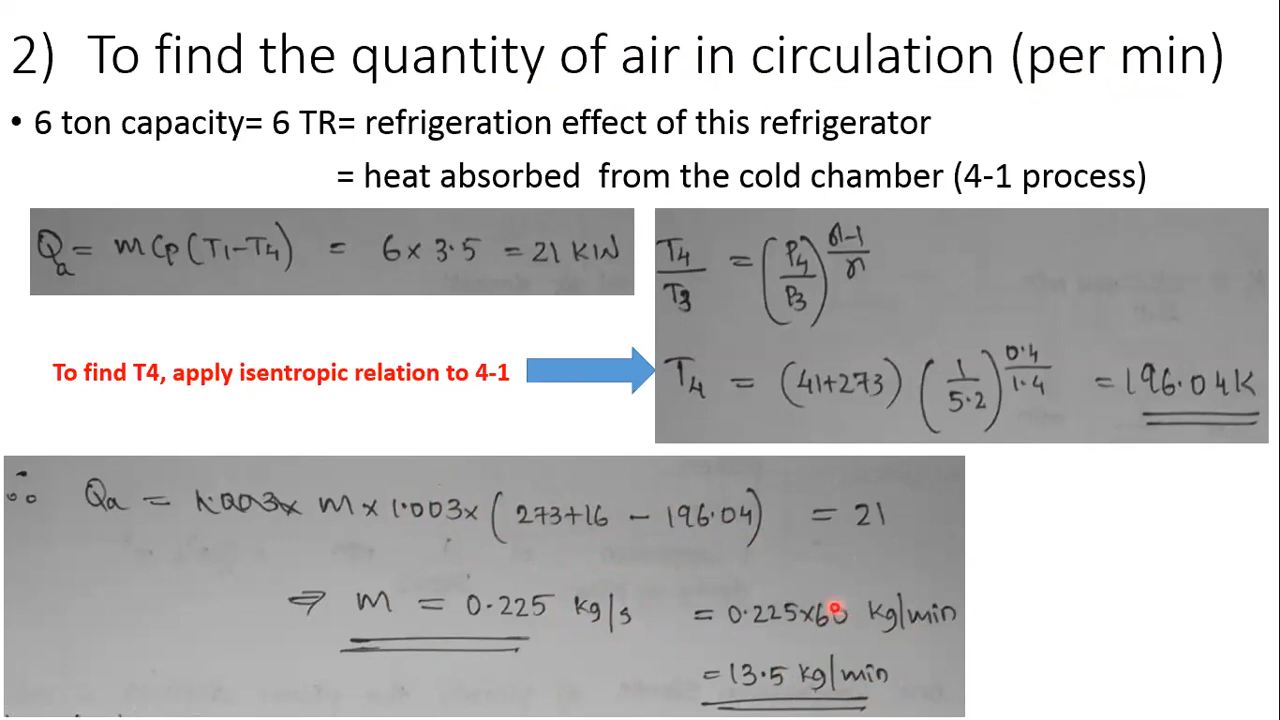 2) To find the quantity of air in circulation (per min)
• 6 ton capacity= 6 TR= refrigeration effect of this refrigerator
= heat absorbed from the cold chamber (4-1 process)
Qa = mCp(T1-T4) = 6 x 3.5 = 21 KW
T4/T3 = (P4/P3)^(γ-1)/γ
To find T4, apply isentropic relation to 4-1
T4 = (41+273) (1/5.2)^0.4/1.4 = 196.04K
∴ Qa = m x 1.003x (273+16 - 196.04) = 21
⇒ m = 0.225 kg/s = 0.225x60 kg/min
= 13.5 kg/min